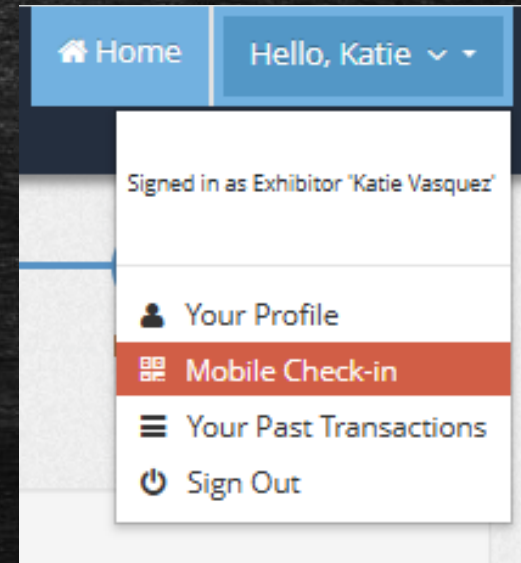 Home
Hello, Katie
Signed in as Exhibitor 'Katie Vasquez'
Your Profile
Mobile Check-in
Your Past Transactions
Sign Out